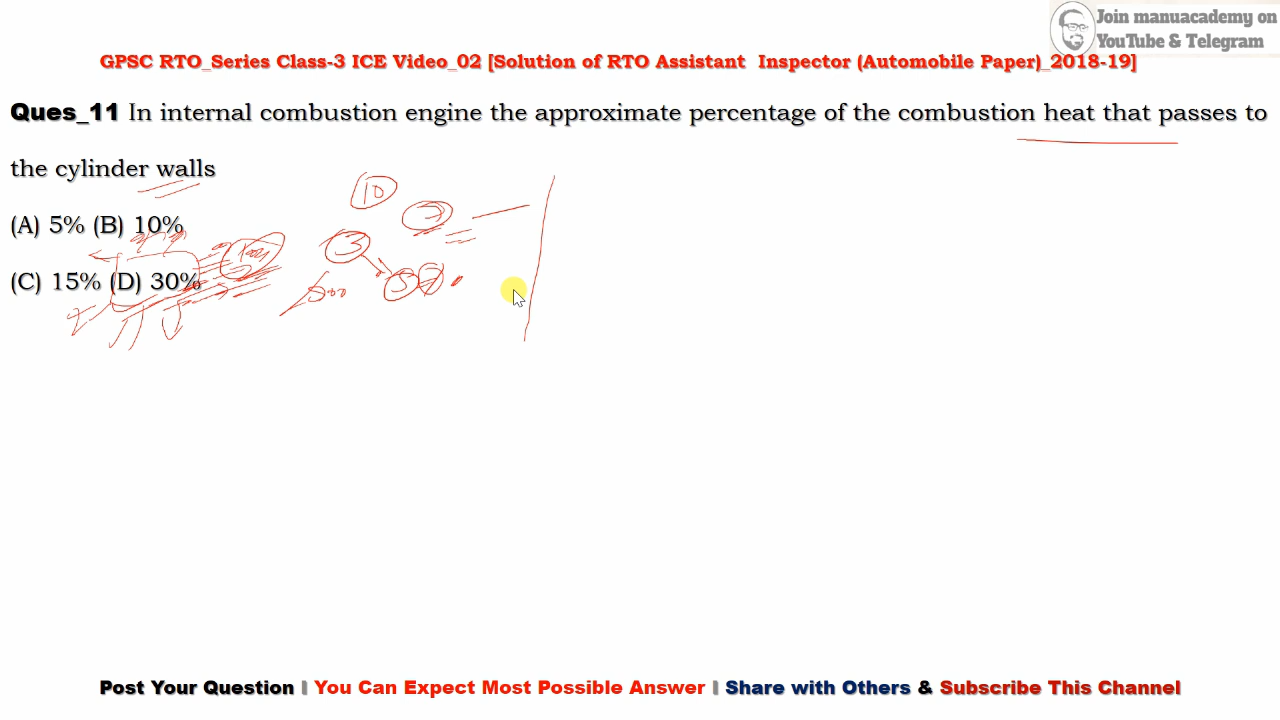 Join manuacademy on
YouTube & Telegram
GPSC RTO_Series Class-3 ICE Video_02 [Solution of RTO Assistant Inspector (Automobile Paper)_2018-19]
Ques_11 In internal combustion engine the approximate percentage of the combustion heat that passes to
the cylinder walls
10
(A) 5% (B) 10%
3
(C) 15% (D) 30%
Post Your Question | You Can Expect Most Possible Answer | Share with Others & Subscribe This Channel